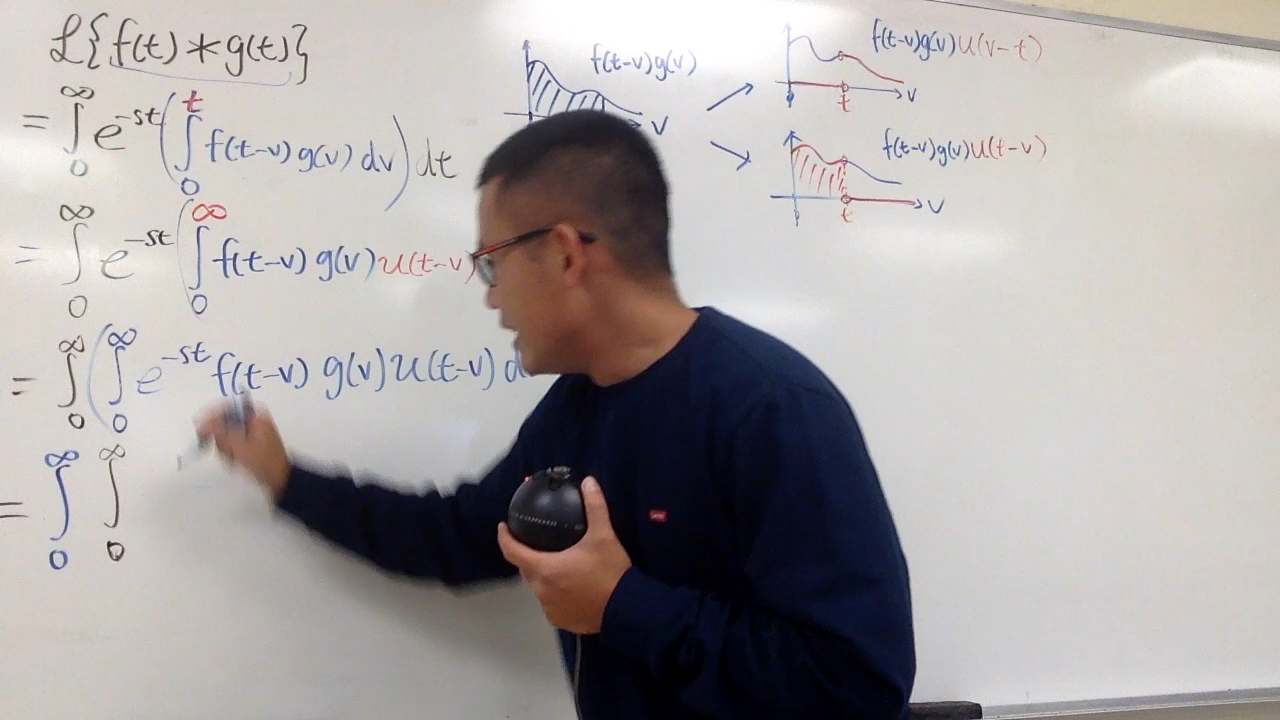 ℒ{f(t) * g(t)}
= ∫₀^∞ e^{-st} ( ∫₀^t f(t-v) g(v) dv ) dt
= ∫₀^∞ e^{-st} ( ∫₀^∞ f(t-v) g(v) u(t-v)
= ∫₀^∞ ( ∫₀^∞ e^{-st} f(t-v) g(v) u(t-v) d
= ∫₀^∞ ∫₀^∞
f(t-v)g(v)
v
f(t-v)g(v)u(v-t)
t
v
f(t-v)g(v)u(t-v)
t
v